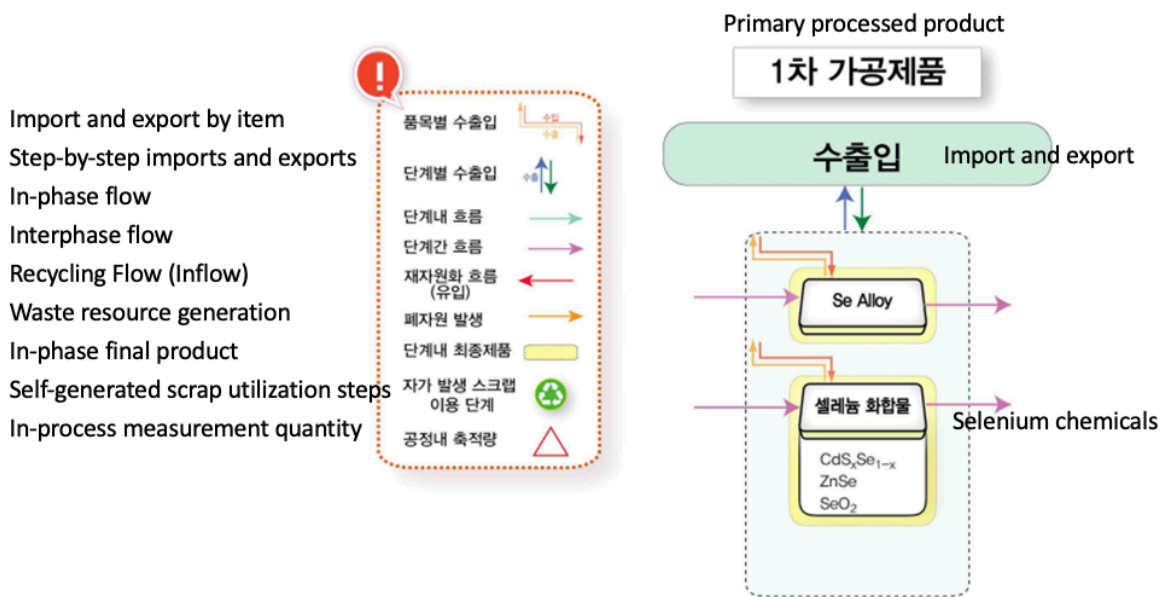 Primary processed product
1차 가공제품
!
Import and export by item
Step-by-step imports and exports
In-phase flow
Interphase flow
Recycling Flow (Inflow)
Waste resource generation
In-phase final product
Self-generated scrap utilization steps
In-process measurement quantity
품목별 수출입
수입
수출
단계별 수출입
수출
단계내 흐름
단계간 흐름
재자원화 흐름
(유입)
폐자원 발생
단계내 최종제품
자가 발생 스크랩
이용 단계
공정내 축적량
수출입
Import and export
Se Alloy
셀레늄 화합물
Selenium chemicals
CdSₓSe₁₋ₓ
ZnSe
SeO₂